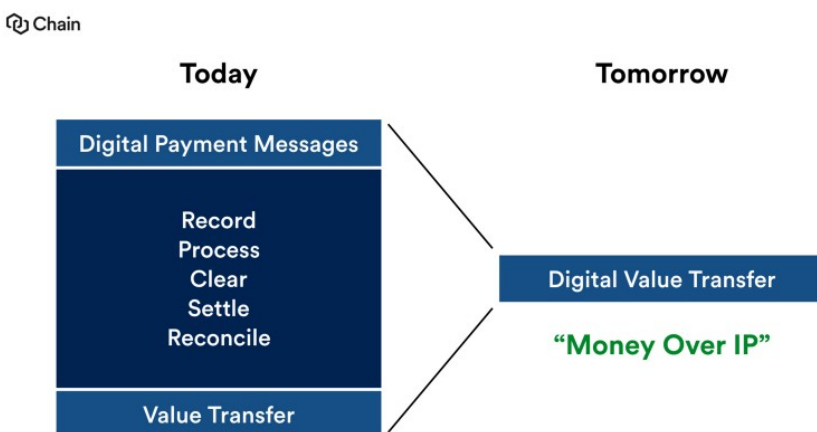 Chain
Today
Digital Payment Messages
Record
Process
Clear
Settle
Reconcile
Value Transfer
Tomorrow
Digital Value Transfer
“Money Over IP”